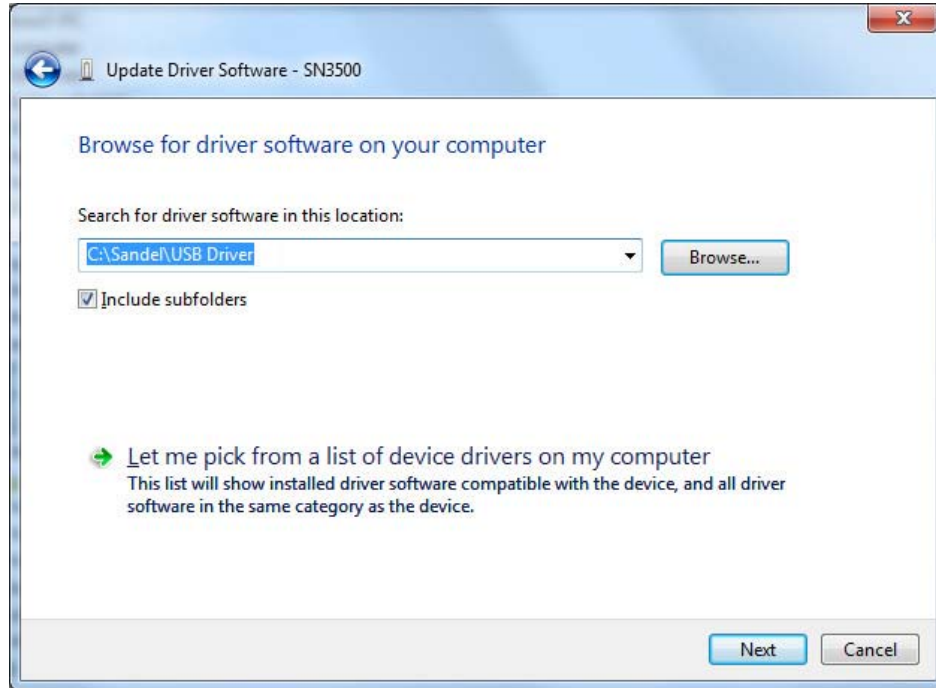 Update Driver Software - SN3500
Browse for driver software on your computer
Search for driver software in this location:
C:\Sandel\USB Driver
Browse...
Include subfolders
Let me pick from a list of device drivers on my computer
This list will show installed driver software compatible with the device, and all driver
software in the same category as the device.
Next
Cancel